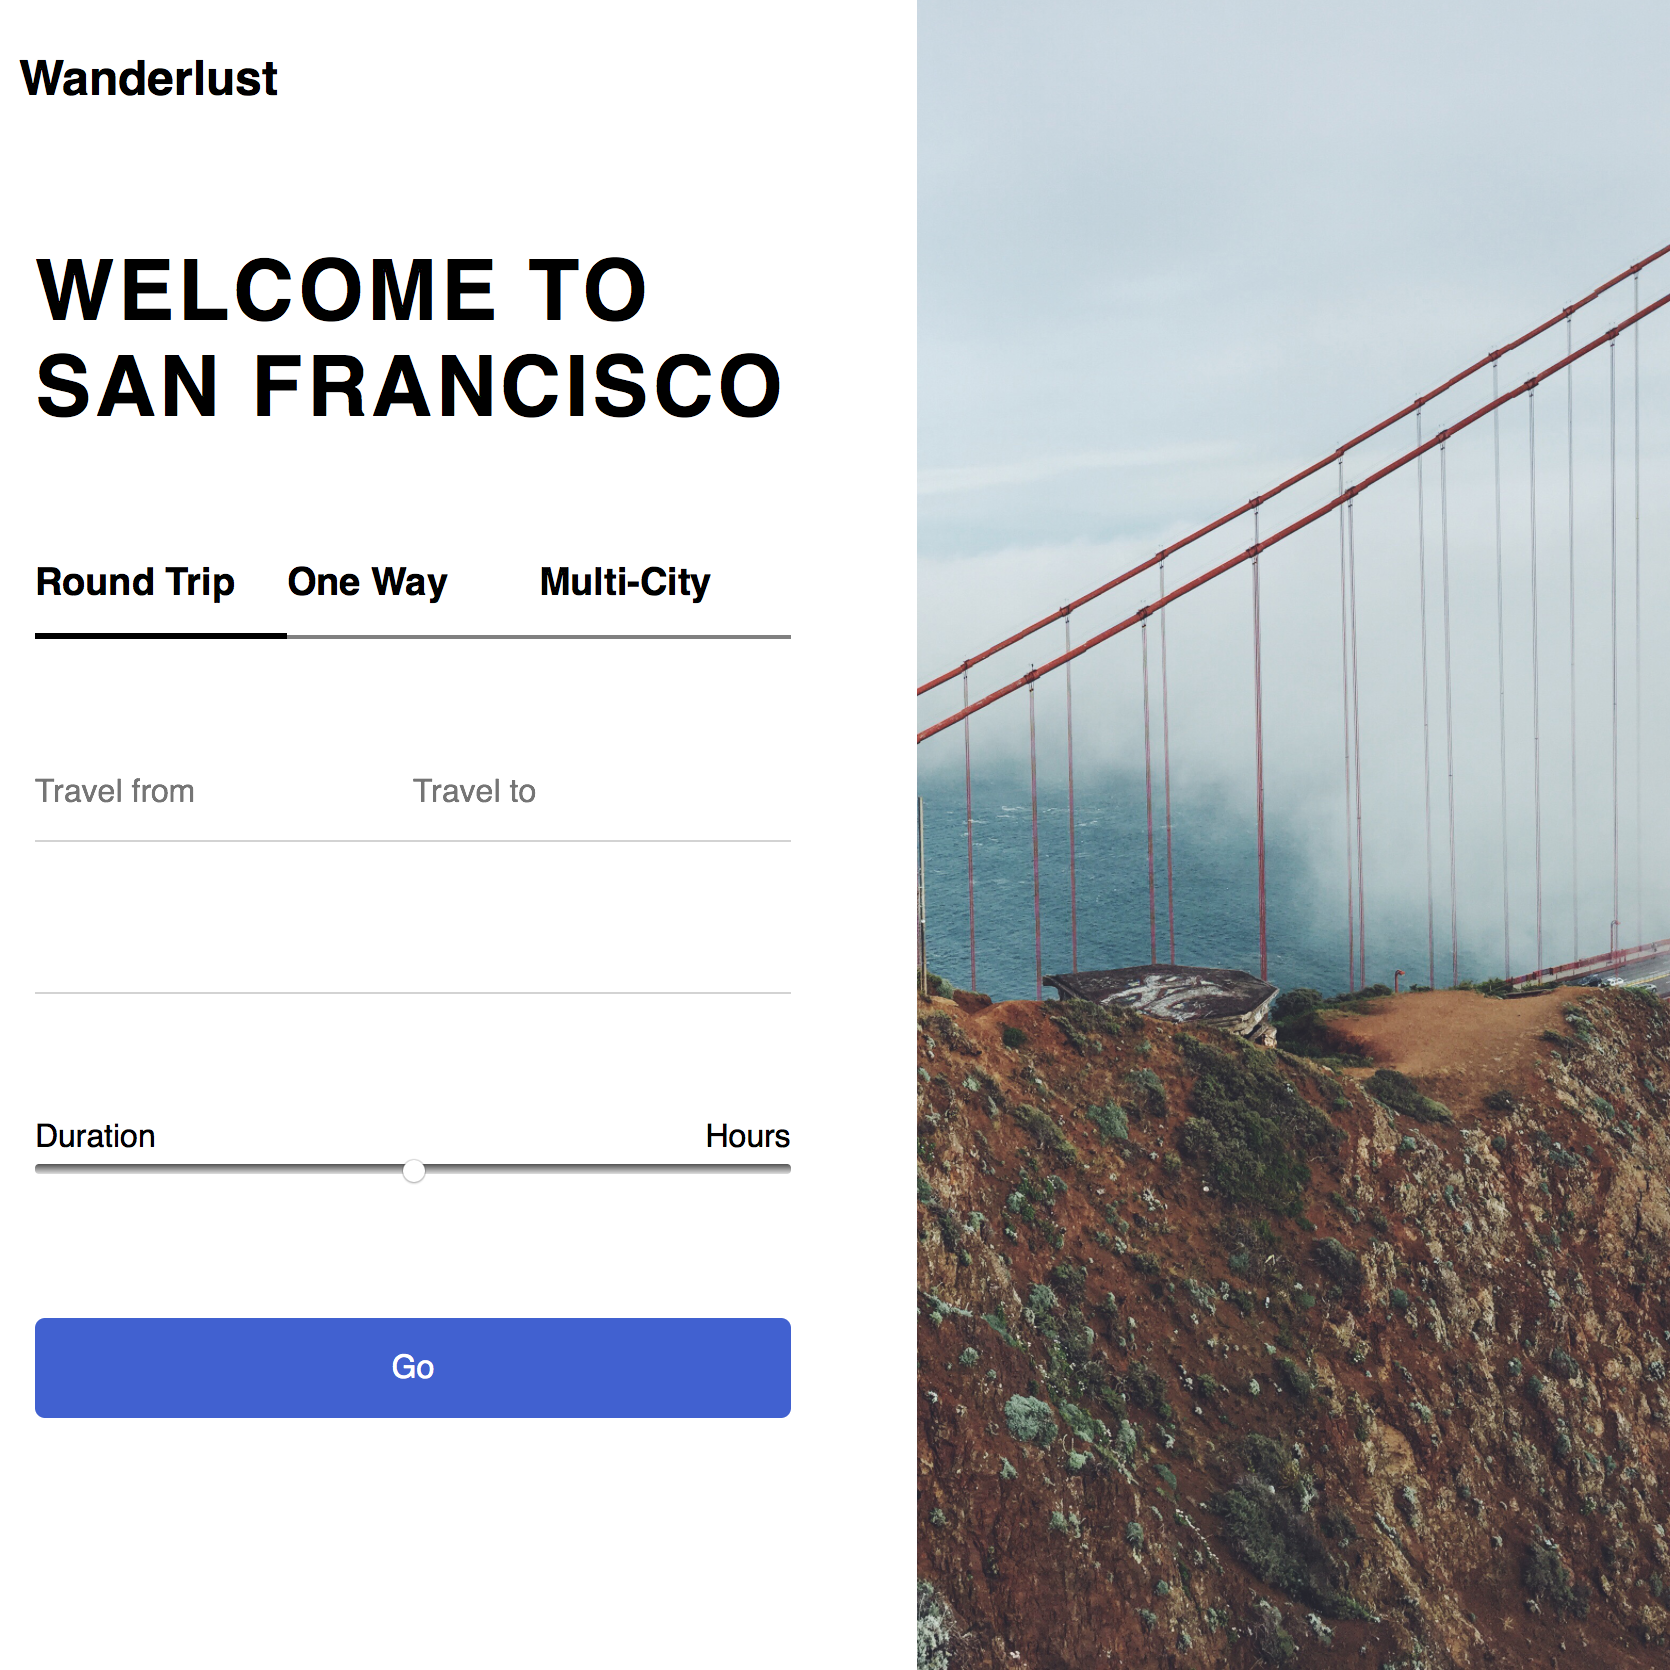 Wanderlust
WELCOME TO
SAN FRANCISCO
Round Trip One Way Multi-City
Travel from Travel to
Duration Hours
Go